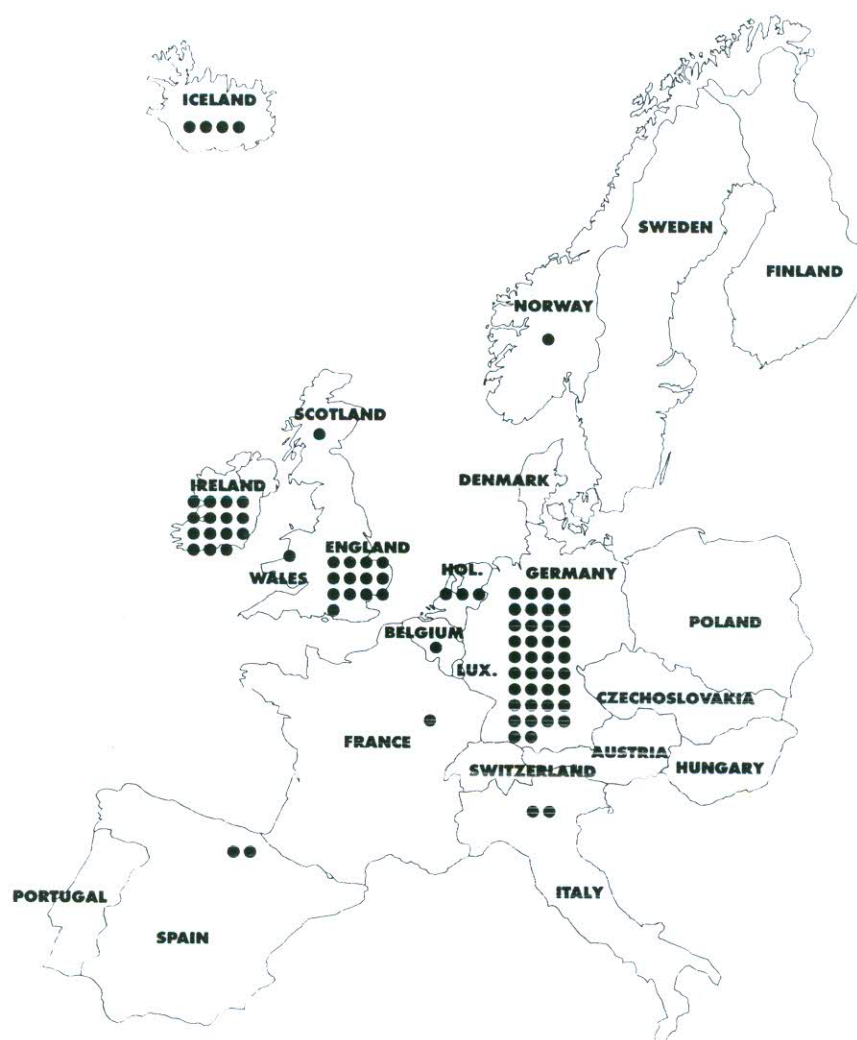 ICELAND
SWEDEN
FINLAND
NORWAY
SCOTLAND
DENMARK
IRELAND
ENGLAND
WALES
HOL.
GERMANY
BELGIUM
POLAND
LUX.
CZECHOSLOVAKIA
FRANCE
AUSTRIA
SWITZERLAND
HUNGARY
PORTUGAL
ITALY
SPAIN